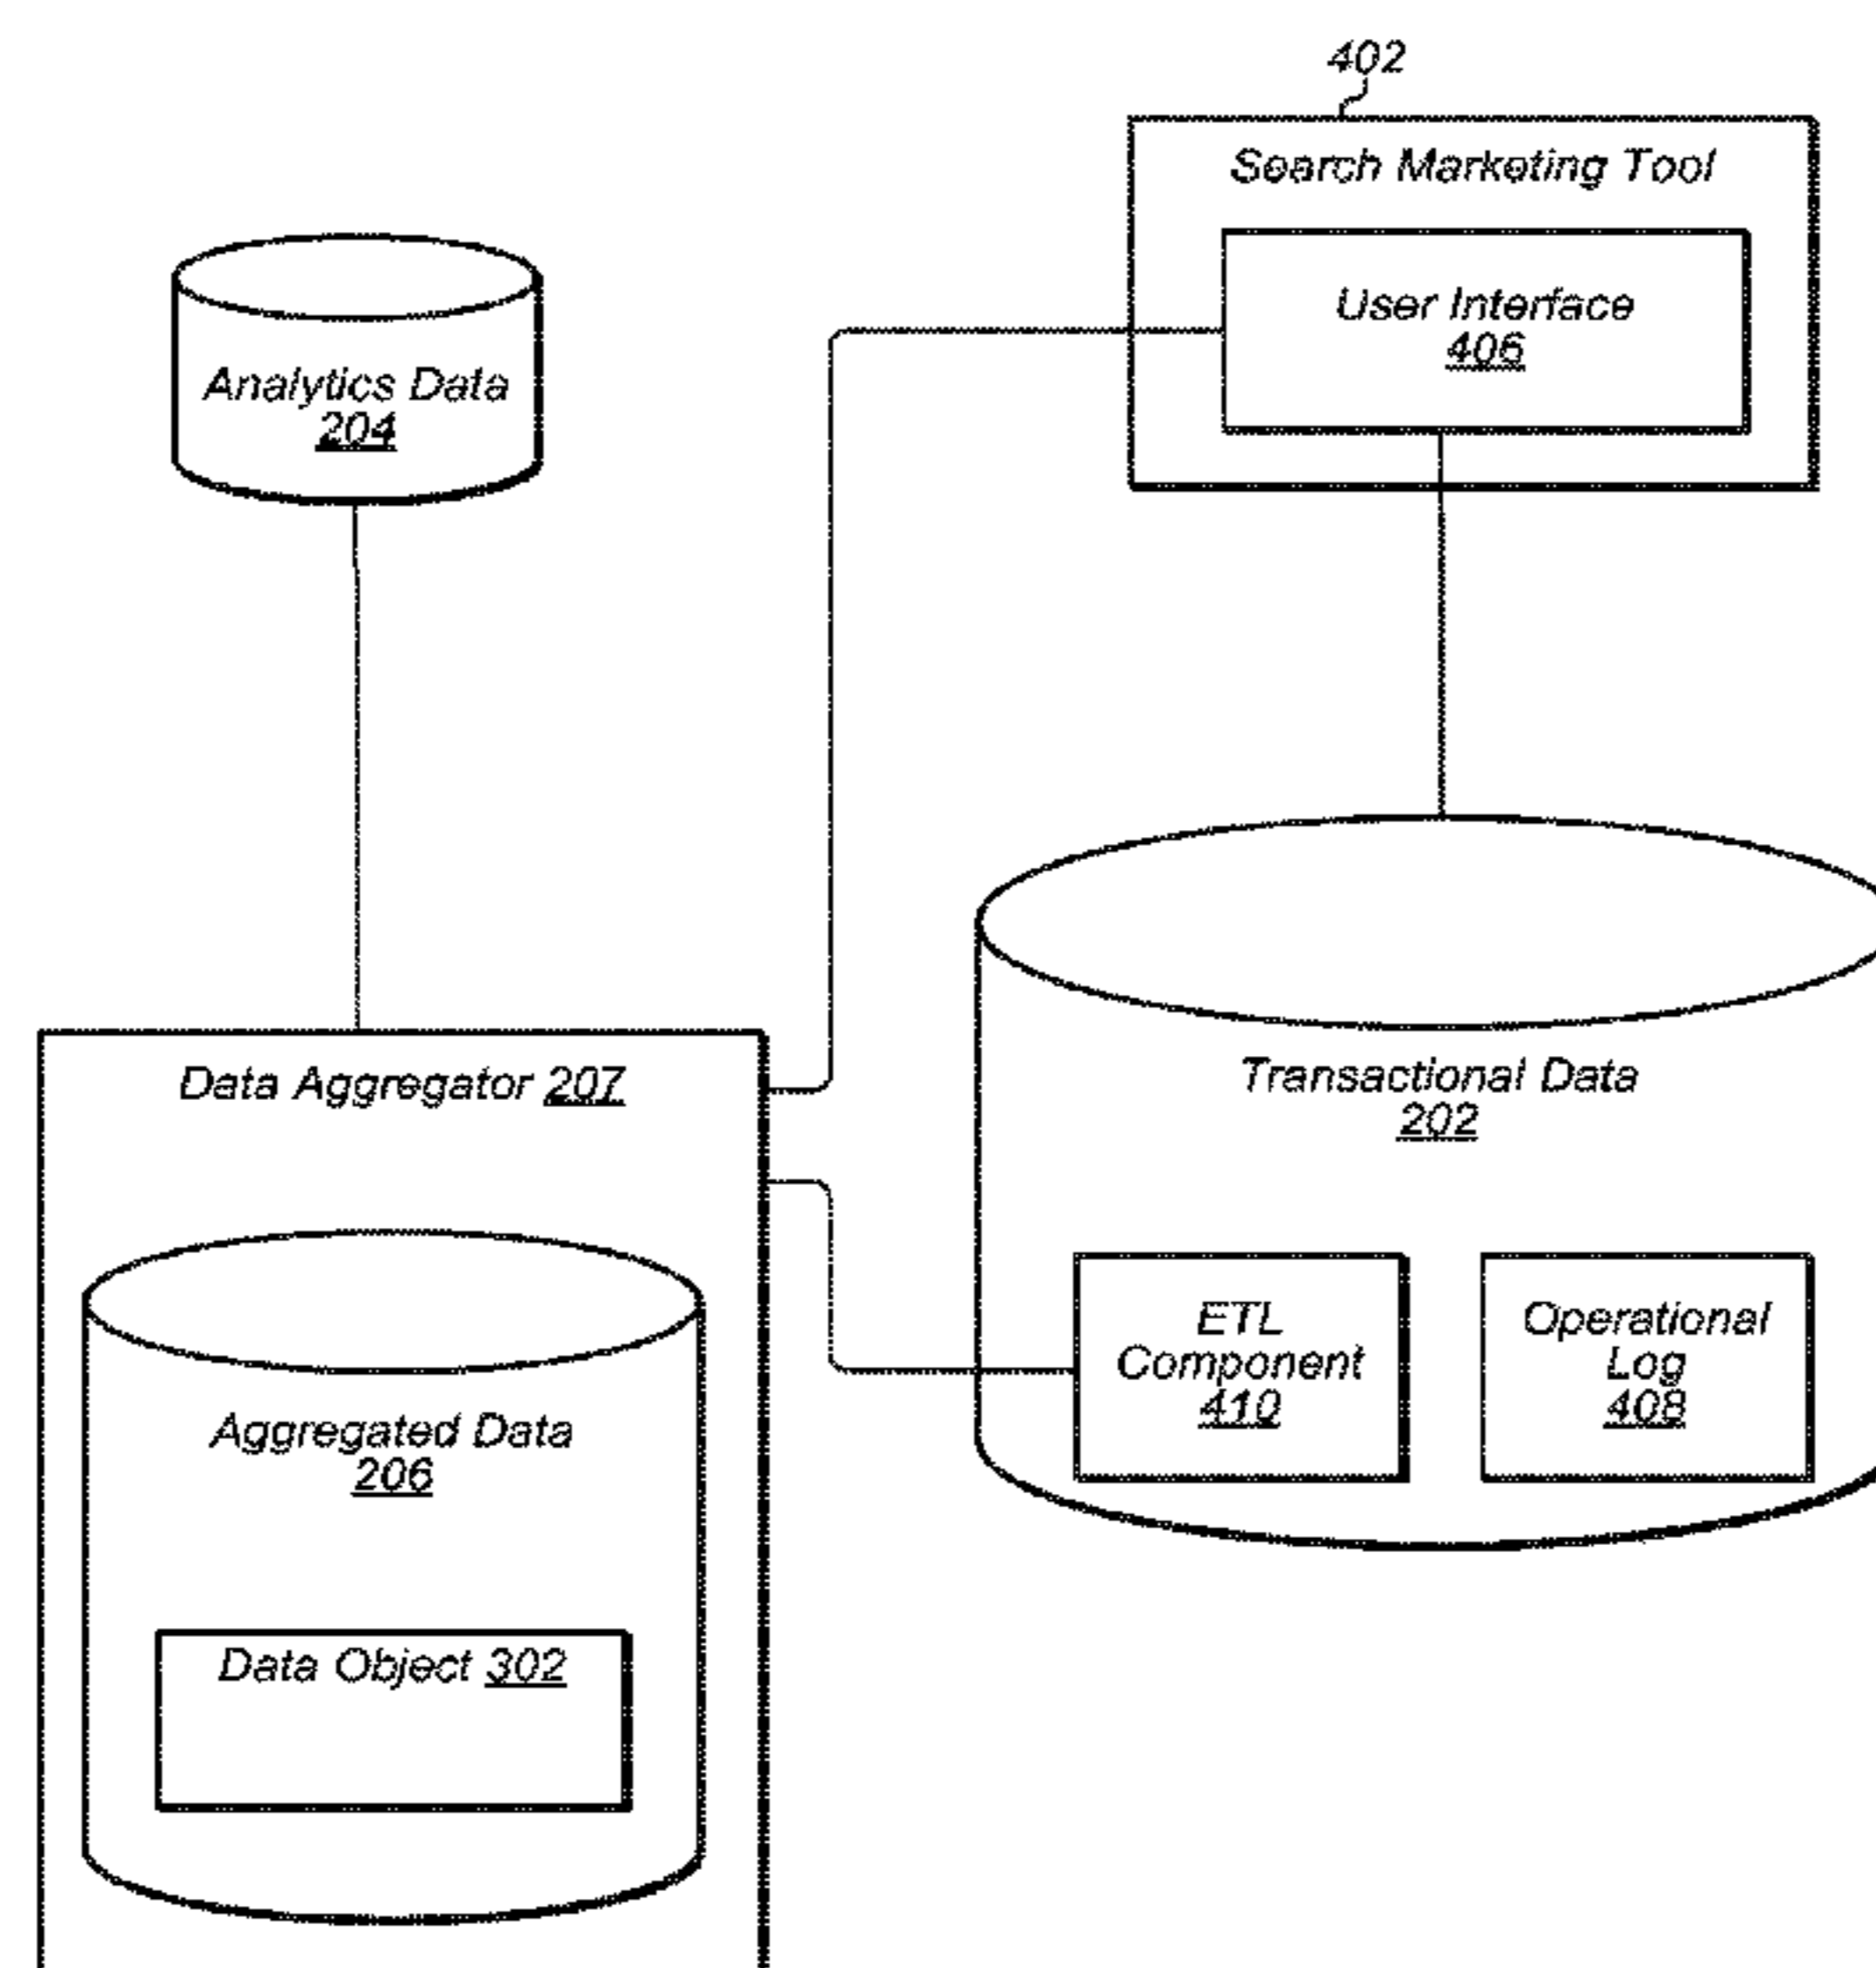 402
Search Marketing Tool
User Interface
406
Analytics Data
204
Data Aggregator 207
Transactional Data
202
ETL
Component
410
Operational
Log
408
Aggregated Data
206
Data Object 302